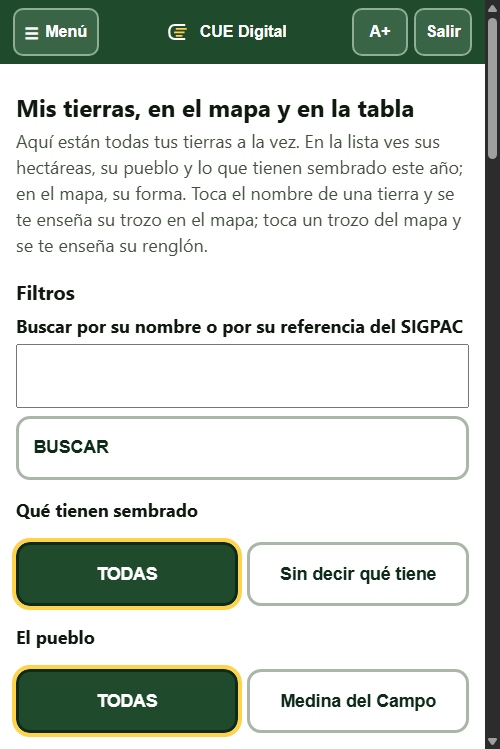 ☰ Menú
CUE Digital
A+
Salir
Mis tierras, en el mapa y en la tabla
Aquí están todas tus tierras a la vez. En la lista ves sus
hectáreas, su pueblo y lo que tienen sembrado este año;
en el mapa, su forma. Toca el nombre de una tierra y se
te enseña su trozo en el mapa; toca un trozo del mapa y
se te enseña su renglón.
Filtros
Buscar por su nombre o por su referencia del SIGPAC
BUSCAR
Qué tienen sembrado
TODAS
Sin decir qué tiene
El pueblo
TODAS
Medina del Campo